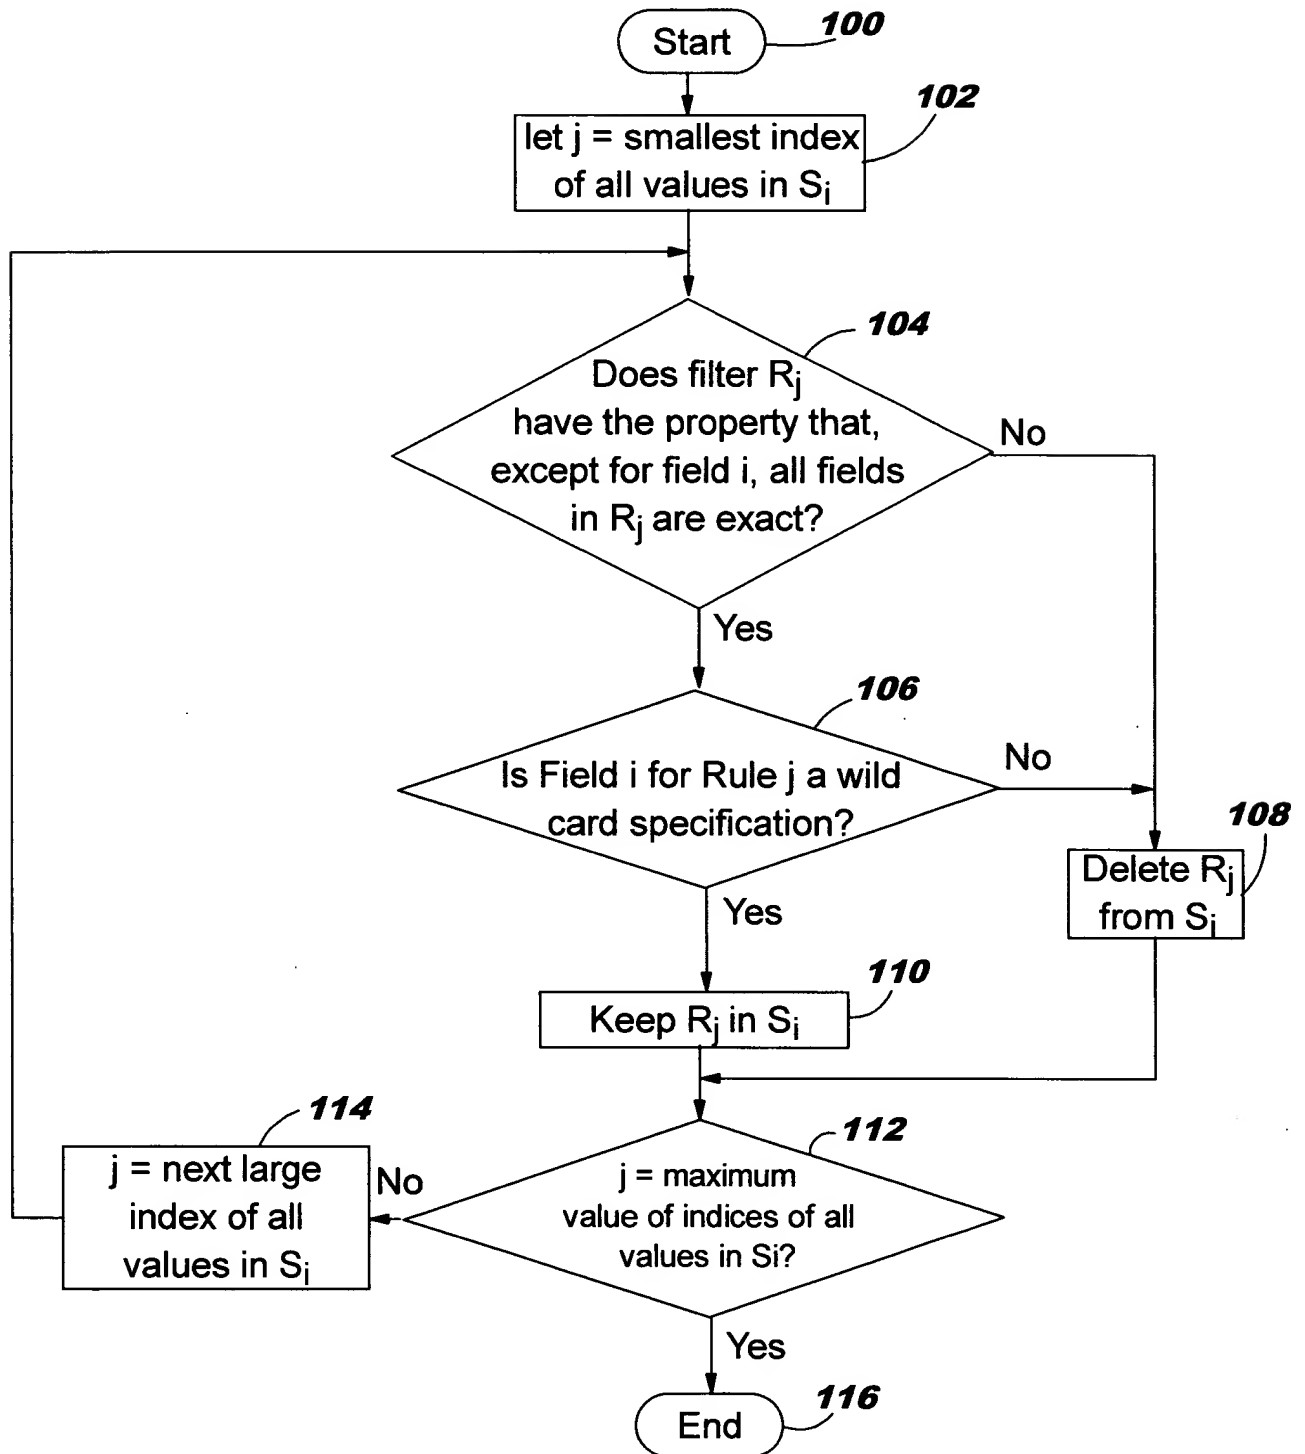 Start
100
102
let j = smallest index
of all values in Si
104
Does filter Rj
have the property that,
except for field i, all fields
in Rj are exact?
No
Yes
106
Is Field i for Rule j a wild
card specification?
No
Yes
108
Delete Rj
from Si
110
Keep Rj in Si
112
j = maximum
value of indices of all
values in Si?
No
114
j = next large
index of all
values in Si
Yes
116
End